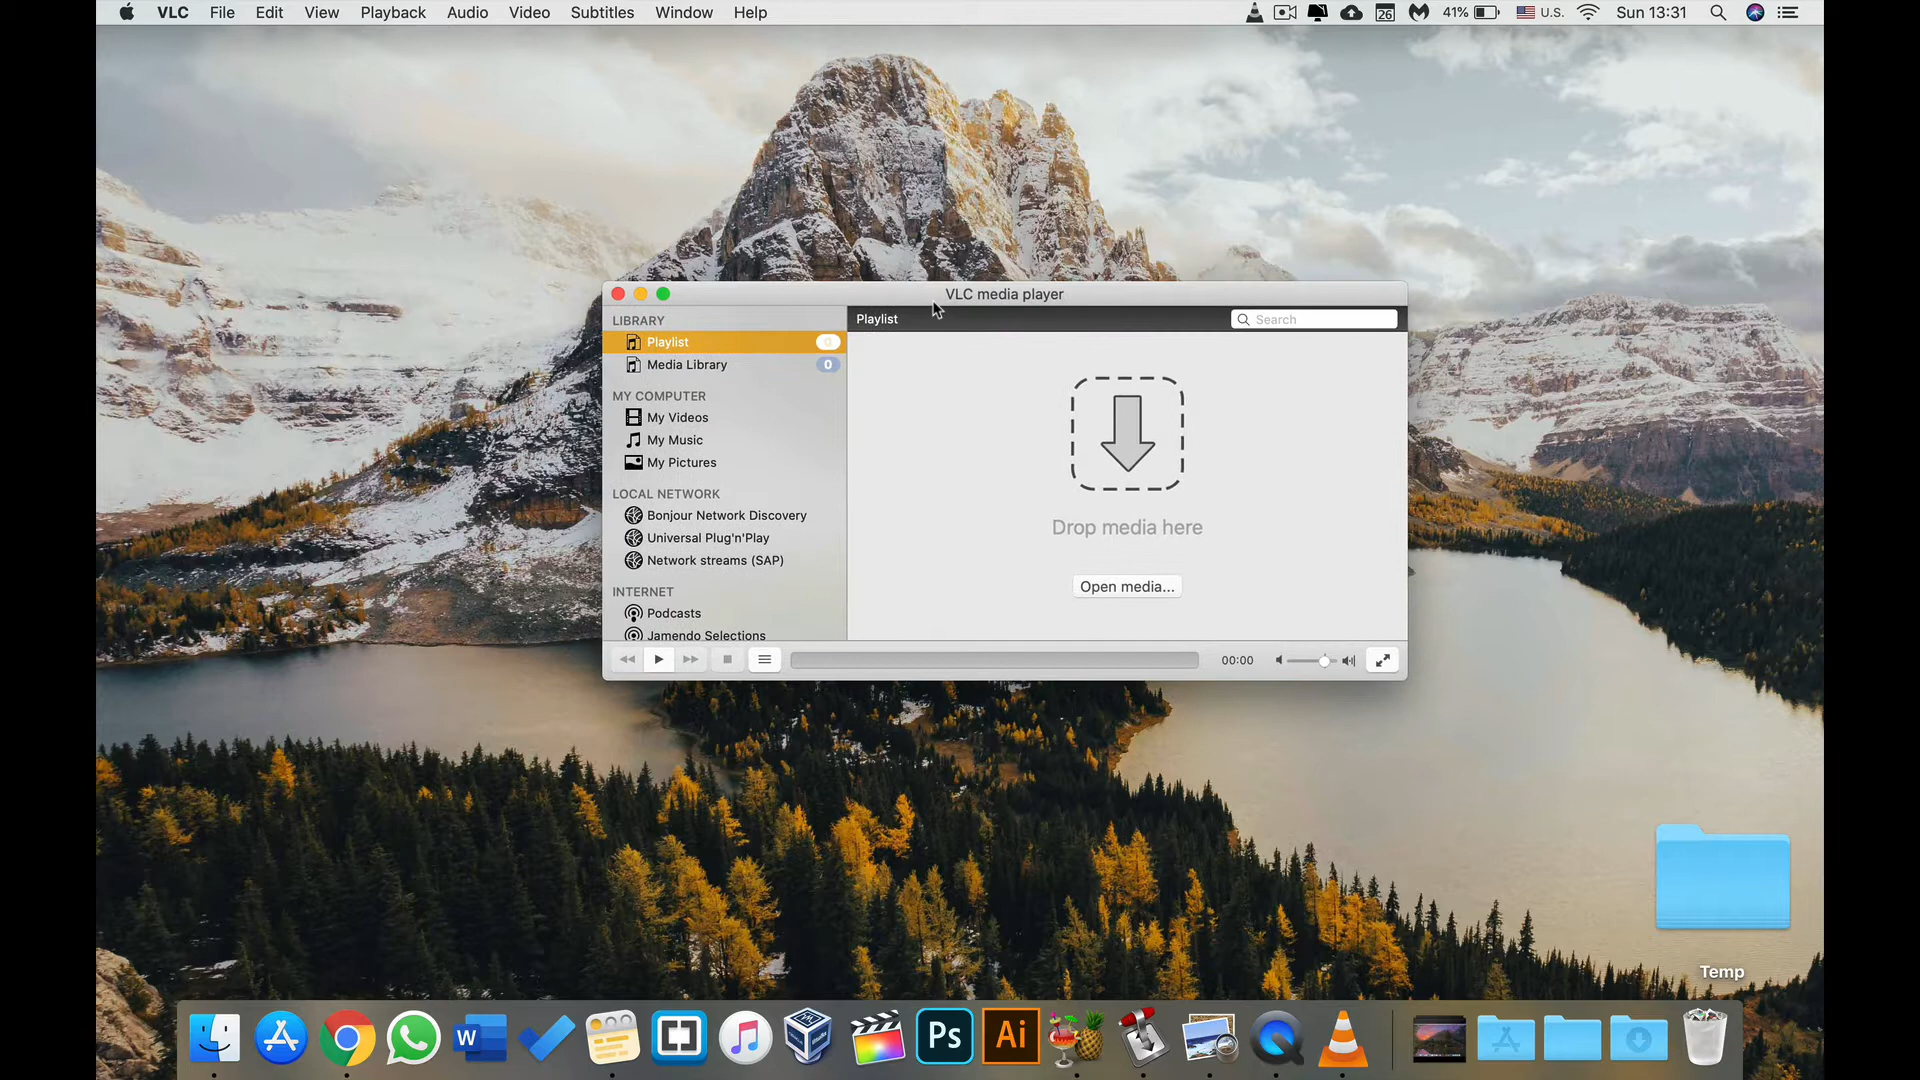 VLC File Edit View Playback Audio Video Subtitles Window Help
26 41% U.S. Sun 13:31
VLC media player
LIBRARY
Playlist
Search
Playlist 0
Media Library 0
MY COMPUTER
My Videos
My Music
My Pictures
LOCAL NETWORK
Bonjour Network Discovery
Universal Plug'n'Play
Network streams (SAP)
INTERNET
Podcasts
Jamendo Selections
Drop media here
Open media...
00:00
Temp
W
Ps
Ai